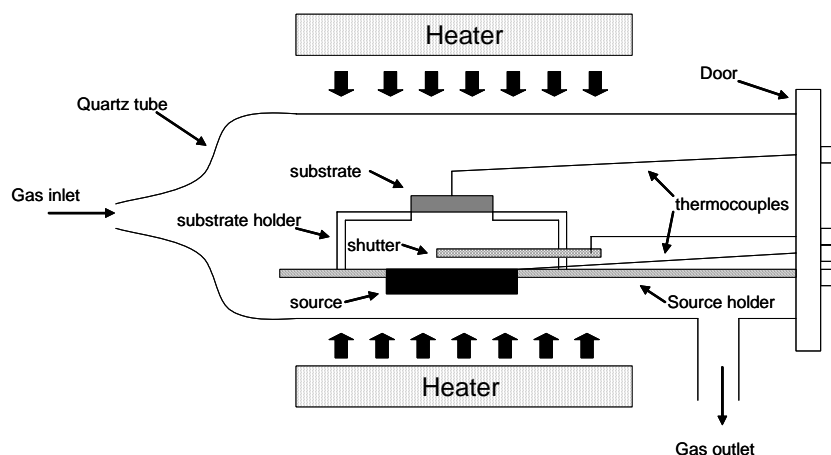 Heater
Door
Quartz tube
substrate
Gas inlet
substrate holder
thermocouples
shutter
source
Source holder
Heater
Gas outlet